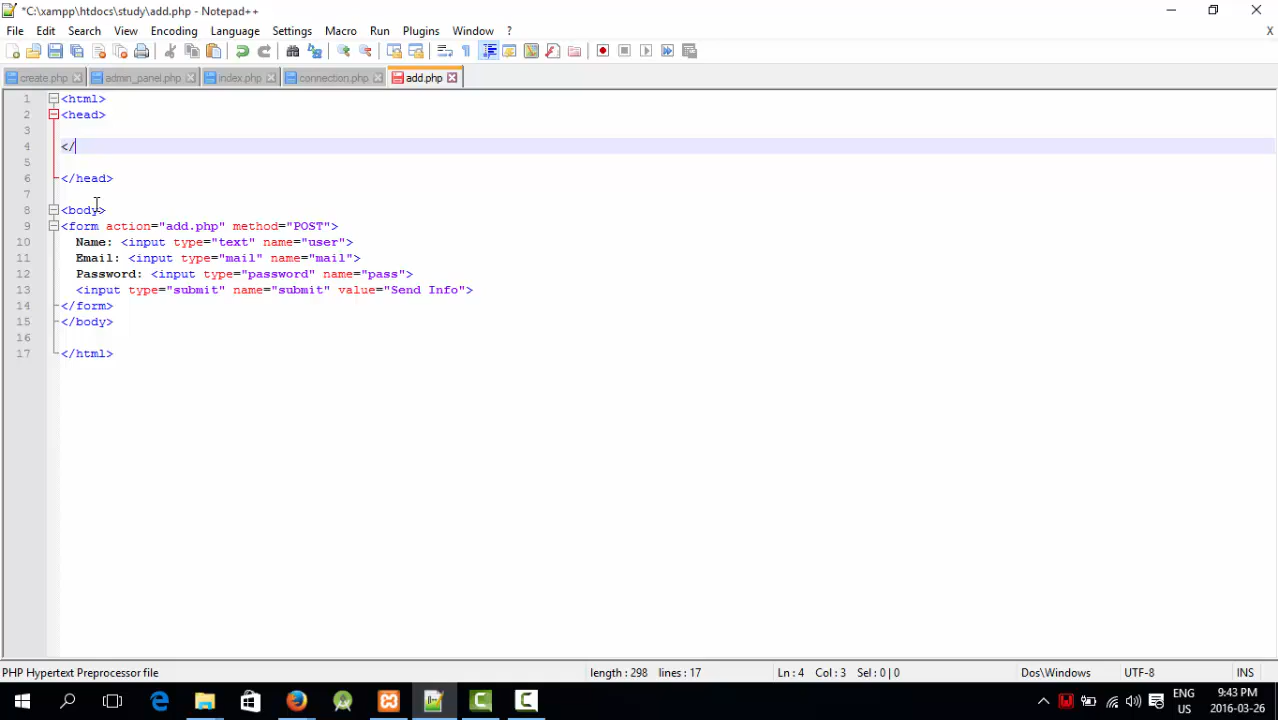 *C:\xampp\htdocs\study\add.php - Notepad++
File Edit Search View Encoding Language Settings Macro Run Plugins Window ? X
create.php admin_panel.php index.php connection.php add.php
1 <html>
2 <head>
3
4 </
5
6 </head>
7
8 <body>
9 <form action="add.php" method="POST">
10 Name: <input type="text" name="user">
11 Email: <input type="mail" name="mail">
12 Password: <input type="password" name="pass">
13 <input type="submit" name="submit" value="Send Info">
14 </form>
15 </body>
16
17 </html>
PHP Hypertext Preprocessor file length : 298 lines : 17 Ln : 4 Col : 3 Sel : 0 | 0 Dos\Windows UTF-8 INS
ENG 9:43 PM
US 2016-03-26